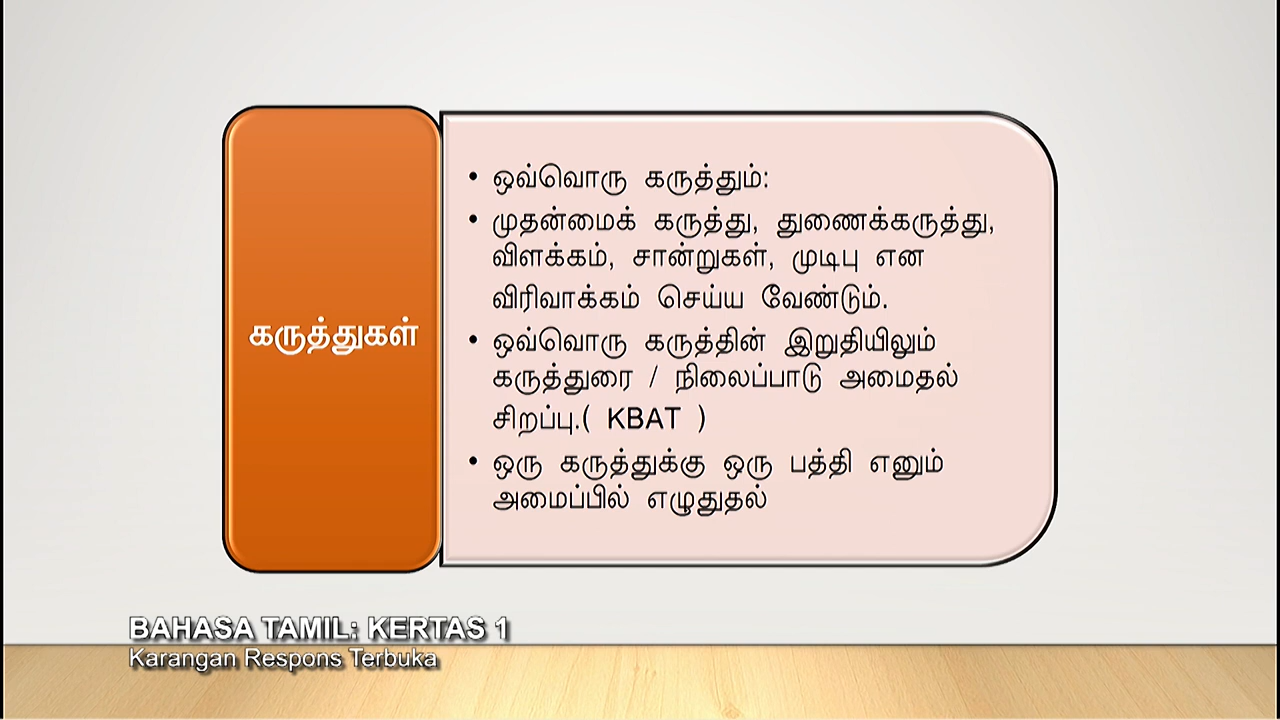 கருத்துகள்
• ஒவ்வொரு கருத்தும்:
• முதன்மைக் கருத்து, துணைக்கருத்து,
விளக்கம், சான்றுகள், முடிபு என
விரிவாக்கம் செய்ய வேண்டும்.
• ஒவ்வொரு கருத்தின் இறுதியிலும்
கருத்துரை / நிலைப்பாடு அமைதல்
சிறப்பு.( KBAT )
• ஒரு கருத்துக்கு ஒரு பத்தி எனும்
அமைப்பில் எழுதுதல்
BAHASA TAMIL: KERTAS 1
Karangan Respons Terbuka